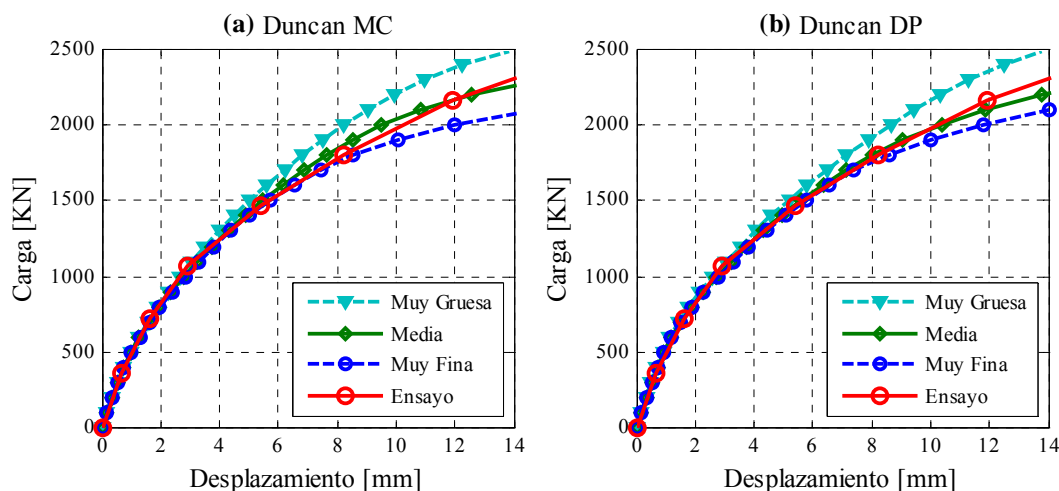 (a) Duncan MC
2500
2000
1500
1000
500
0
Carga [KN]
0 2 4 6 8 10 12 14
Desplazamiento [mm]
Muy Gruesa
Media
Muy Fina
Ensayo
(b) Duncan DP
2500
2000
1500
1000
500
0
Carga [KN]
0 2 4 6 8 10 12 14
Desplazamiento [mm]
Muy Gruesa
Media
Muy Fina
Ensayo